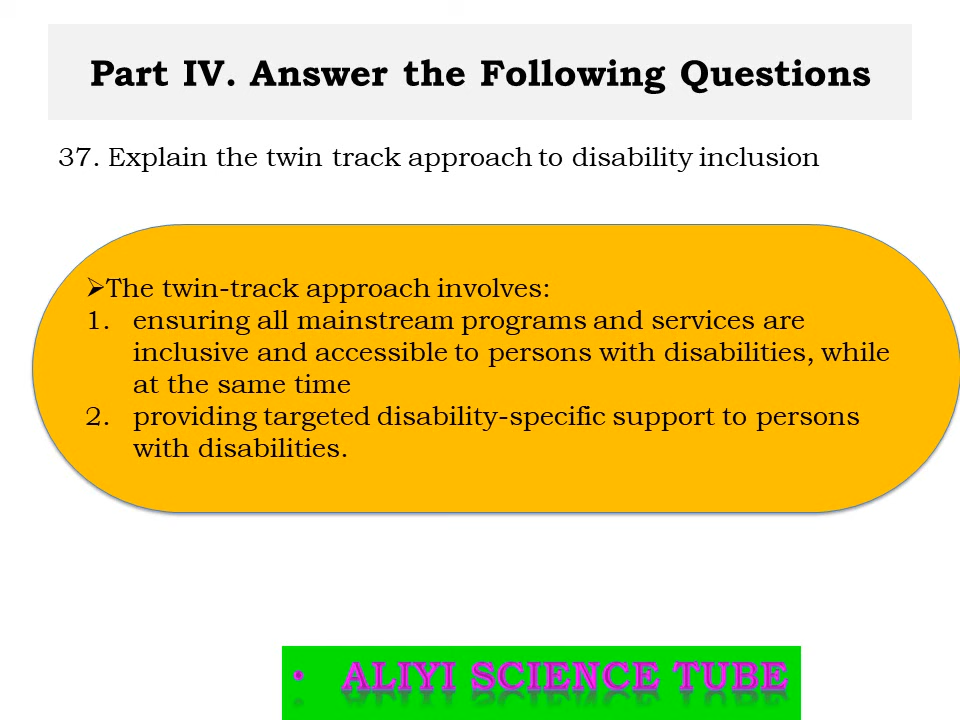 Part IV. Answer the Following Questions
37. Explain the twin track approach to disability inclusion
➢The twin-track approach involves:
1. ensuring all mainstream programs and services are
inclusive and accessible to persons with disabilities, while
at the same time
2. providing targeted disability-specific support to persons
with disabilities.
• ALIYI SCIENCE TUBE